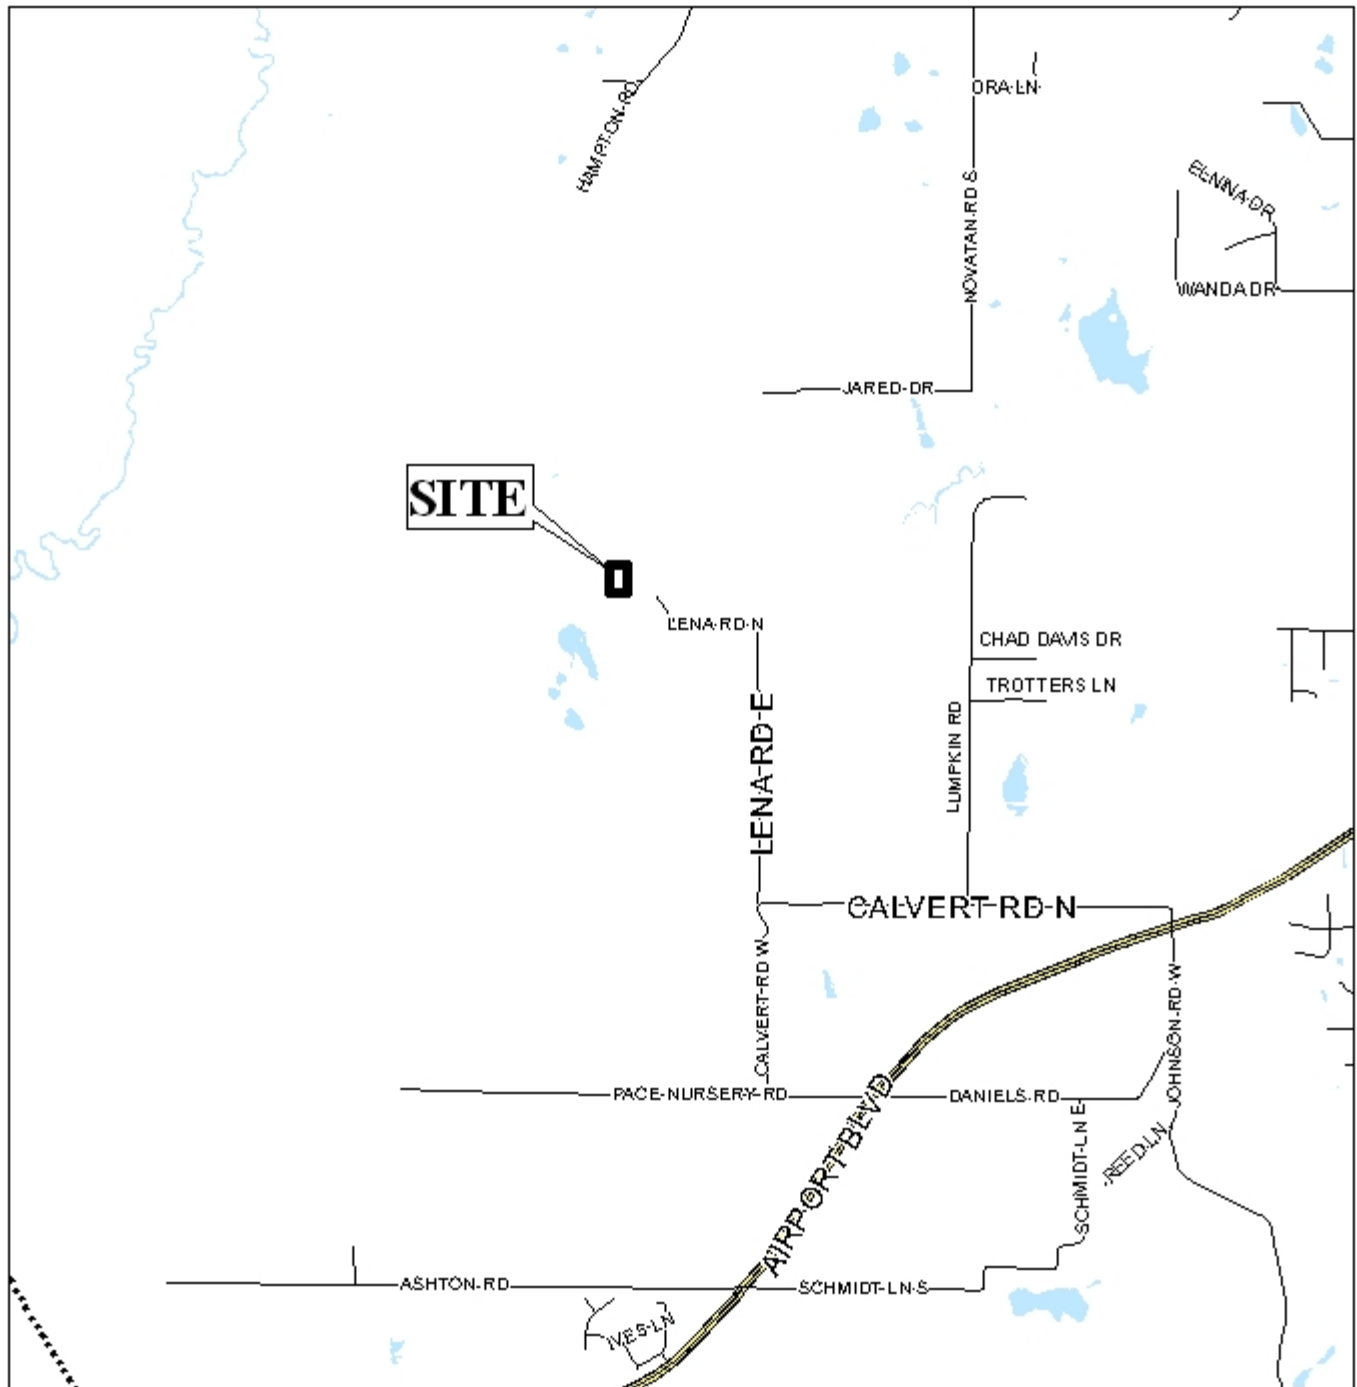 HAMPTON RD
ORA LN
NOVATAN RD S
ELNINA DR
WANDA DR
JARED DR
SITE
LENA RD N
CHAD DAVIS DR
TROTTERS LN
LENA RD E
LUMPKIN RD
CALVERT RD N
CALVERT RD W
JOHNSON RD W
PACE NURSERY RD
DANIELS RD
AIRPORT BLVD
SCHMIDT LN E
REED LN
ASHTON RD
SCHMIDT LN S
IVES LN